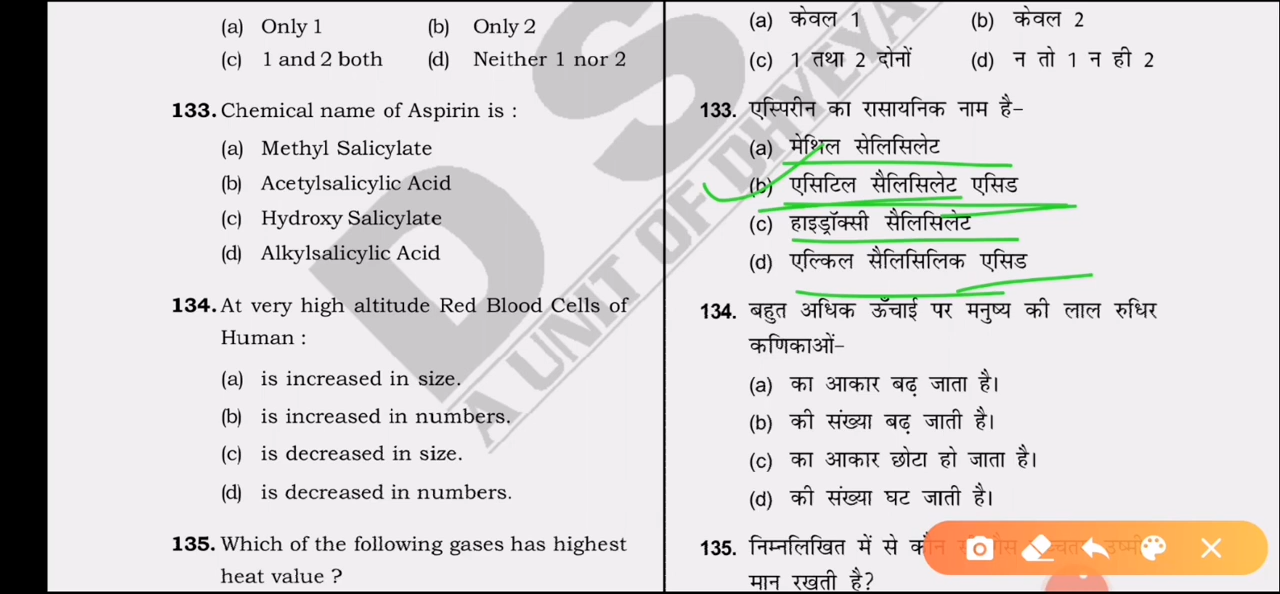 (a) Only 1 (b) Only 2
(c) 1 and 2 both (d) Neither 1 nor 2
133. Chemical name of Aspirin is :
(a) Methyl Salicylate
(b) Acetylsalicylic Acid
(c) Hydroxy Salicylate
(d) Alkylsalicylic Acid
134. At very high altitude Red Blood Cells of
Human :
(a) is increased in size.
(b) is increased in numbers.
(c) is decreased in size.
(d) is decreased in numbers.
135. Which of the following gases has highest
heat value ?
(a) केवल 1 (b) केवल 2
(c) 1 तथा 2 दोनों (d) न तो 1 न ही 2
133. एस्पिरीन का रासायनिक नाम है–
(a) मेथिल सेलिसिलेट
(b) एसिटिल सैलिसिलेट एसिड
(c) हाइड्रॉक्सी सैलिसिलेट
(d) एल्किल सैलिसिलिक एसिड
134. बहुत अधिक ऊँचाई पर मनुष्य की लाल रुधिर
कणिकाओं–
(a) का आकार बढ़ जाता है।
(b) की संख्या बढ़ जाती है।
(c) का आकार छोटा हो जाता है।
(d) की संख्या घट जाती है।
135. निम्नलिखित में से कौन
मान रखती है?
A UNIT OF DHYEYA